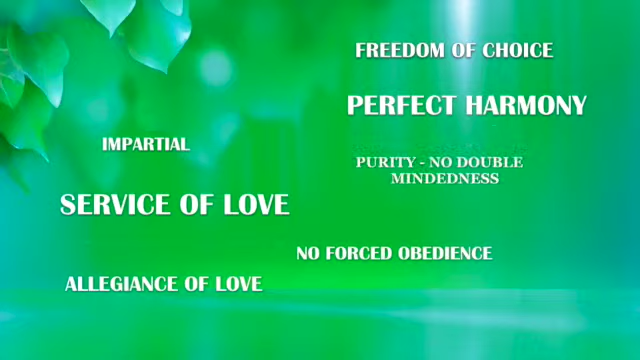 FREEDOM OF CHOICE
PERFECT HARMONY
IMPARTIAL
PURITY - NO DOUBLE
MINDEDNESS
SERVICE OF LOVE
NO FORCED OBEDIENCE
ALLEGIANCE OF LOVE